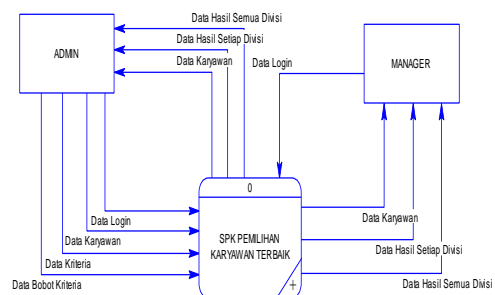 Data Hasil Semua Divisi
Data Hasil Setiap Divisi
ADMIN
Data Karyawan
Data Login
MANAGER
0
SPK PEMILIHAN
KARYAWAN TERBAIK
+
Data Login
Data Karyawan
Data Kriteria
Data Bobot Kriteria
Data Karyawan
Data Hasil Setiap Divisi
Data Hasil Semua Divisi